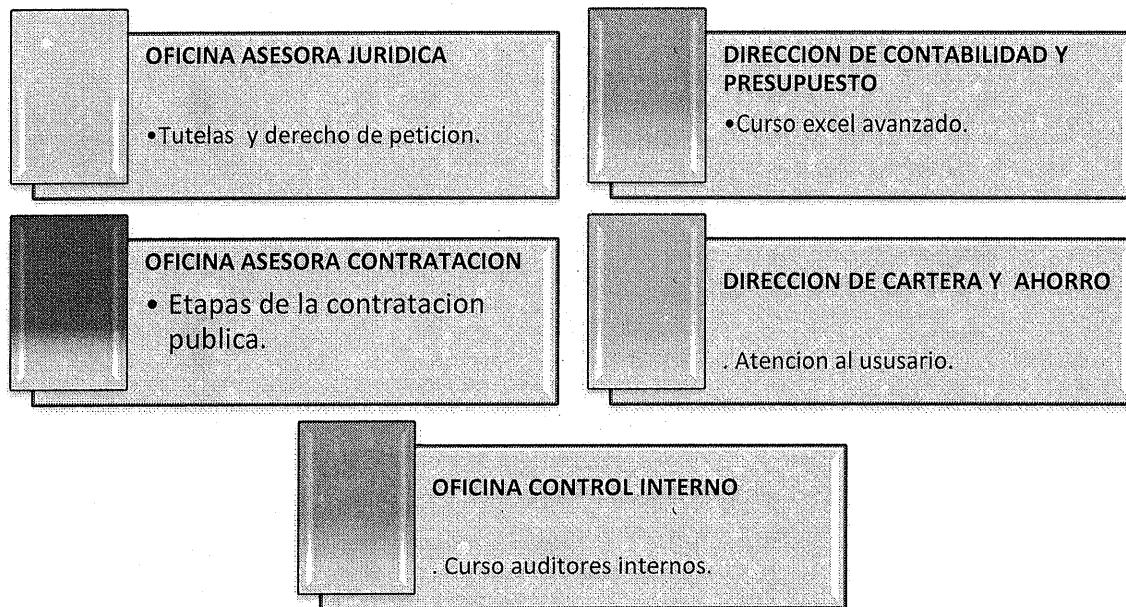 OFICINA ASESORA JURIDICA
•Tutelas y derecho de peticion.
DIRECCION DE CONTABILIDAD Y
PRESUPUESTO
•Curso excel avanzado.
OFICINA ASESORA CONTRATACION
• Etapas de la contratacion
publica.
DIRECCION DE CARTERA Y AHORRO
. Atencion al ususario.
OFICINA CONTROL INTERNO
. Curso auditores internos.